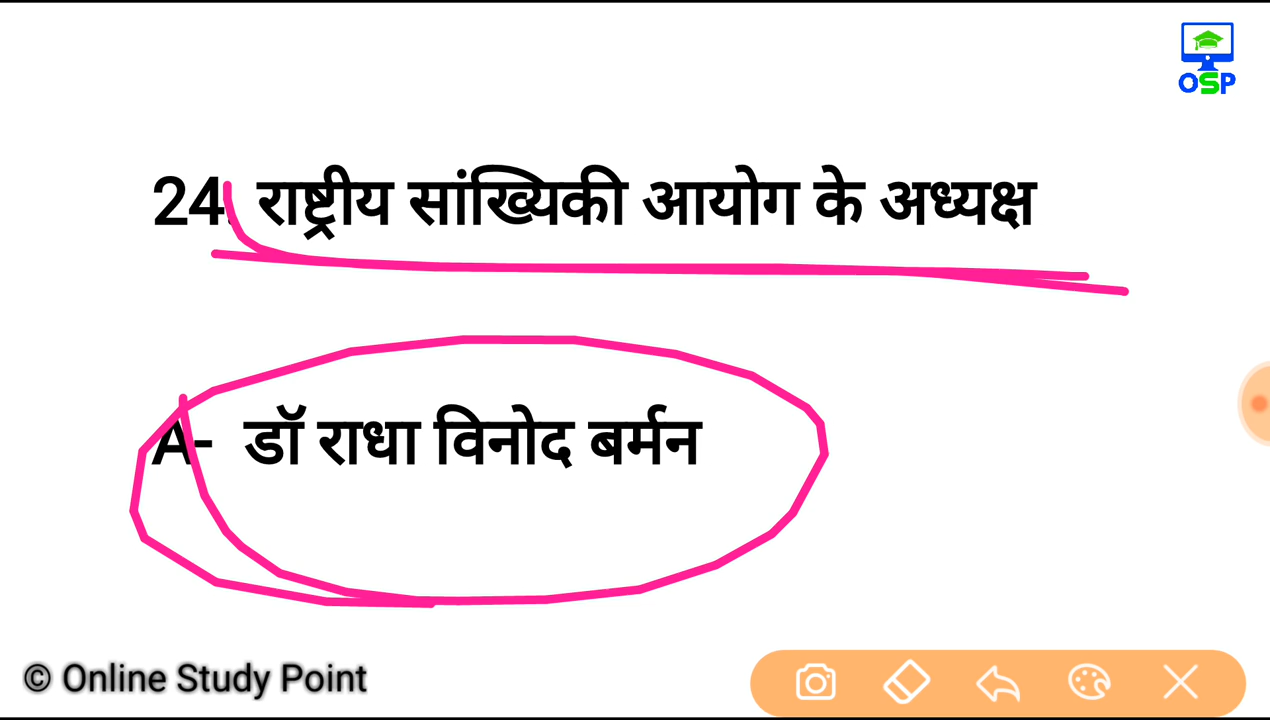 OSP
24. राष्ट्रीय सांख्यिकी आयोग के अध्यक्ष
A- डॉ राधा विनोद बर्मन
© Online Study Point